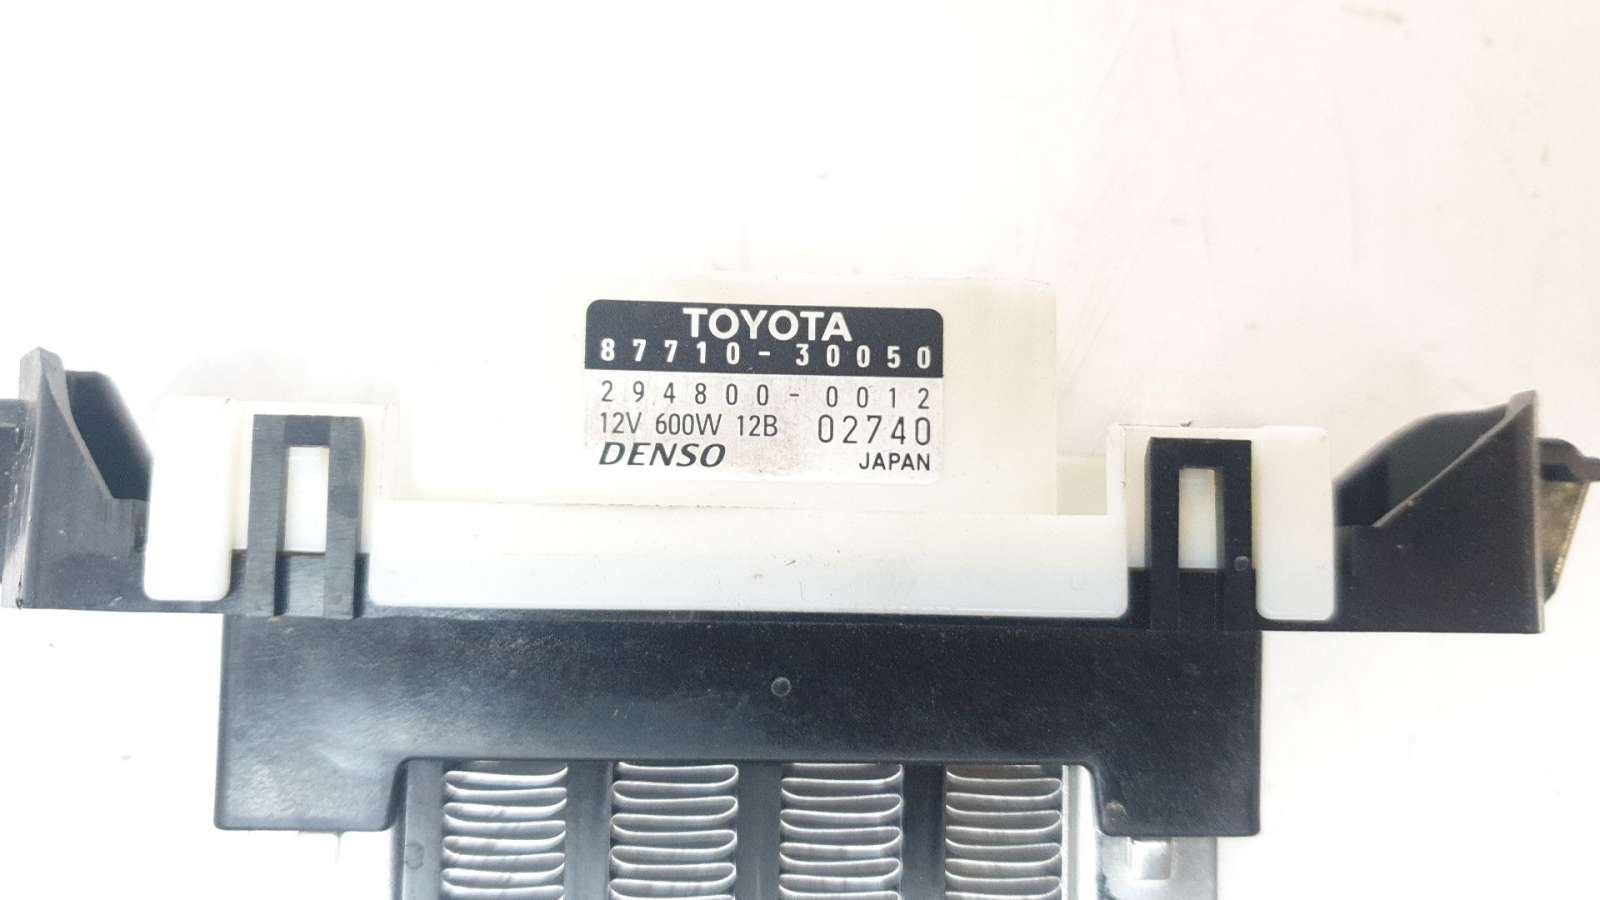 TOYOTA
87710-30050
294800-0012
12V 600W 12B 02740
DENSO JAPAN